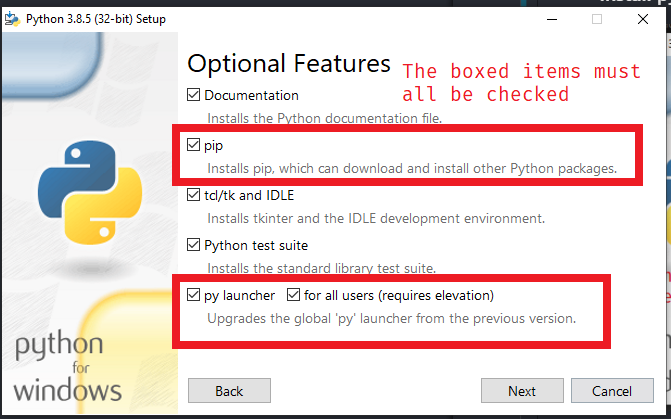 Python 3.8.5 (32-bit) Setup
Optional Features
The boxed items must
all be checked
Documentation
Installs the Python documentation file.
pip
Installs pip, which can download and install other Python packages.
tcl/tk and IDLE
Installs tkinter and the IDLE development environment.
Python test suite
Installs the standard library test suite.
py launcher for all users (requires elevation)
Upgrades the global 'py' launcher from the previous version.
python
for
windows
Back Next Cancel